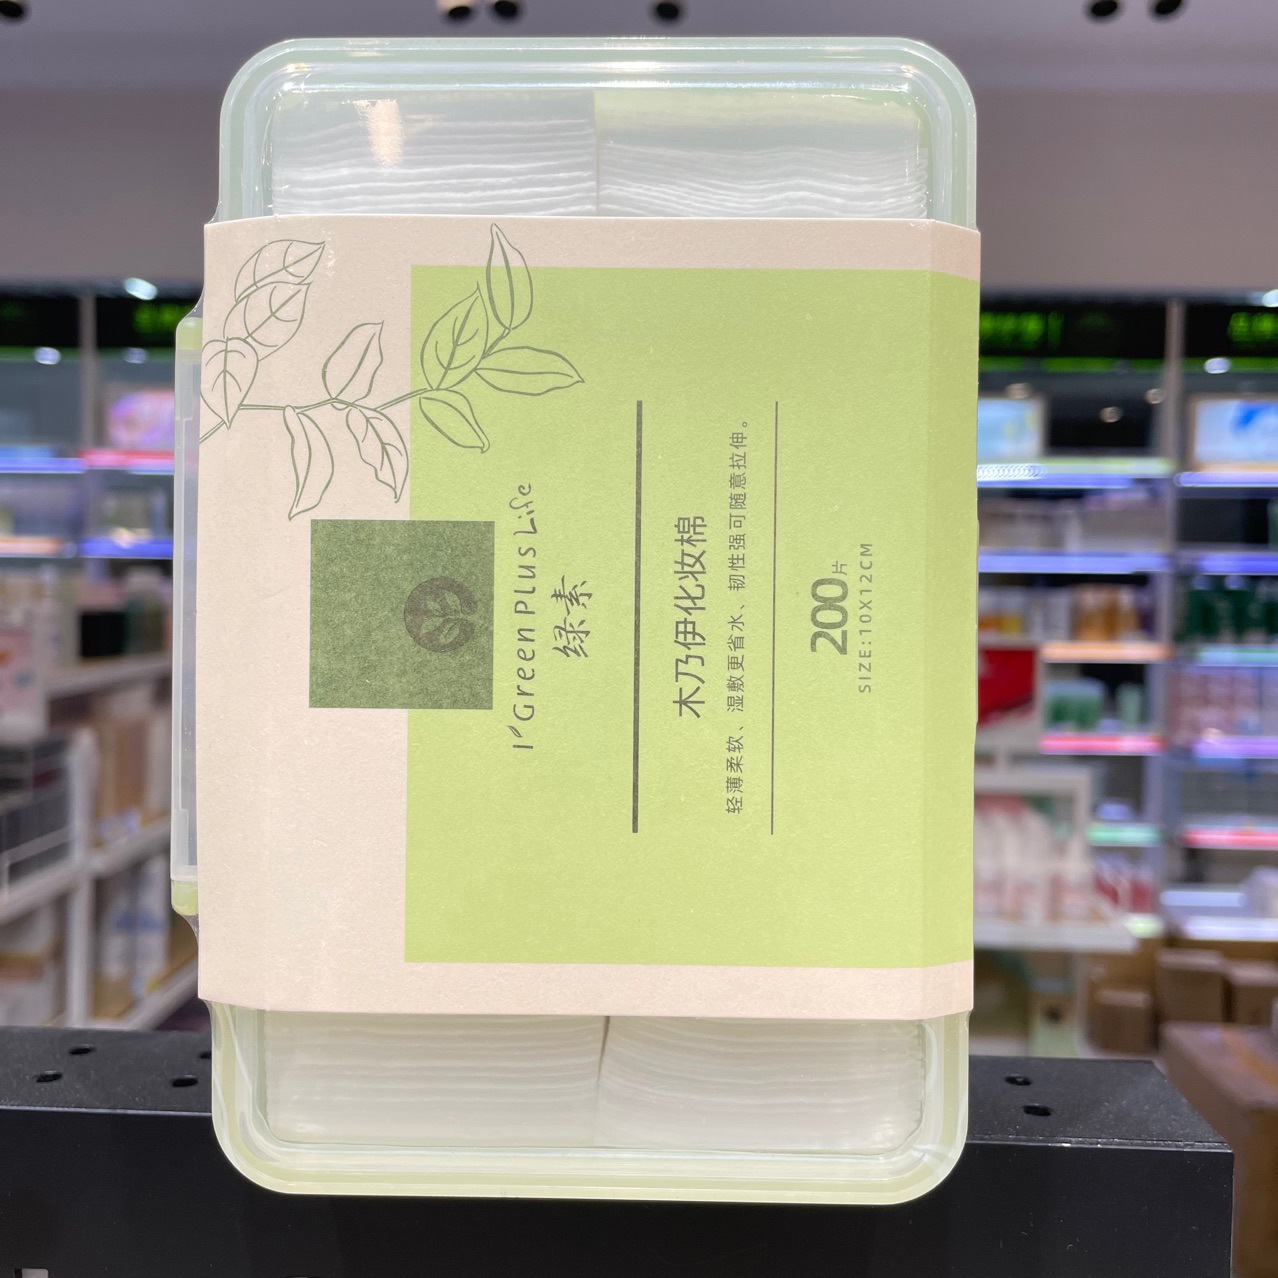 I'Green Plus Life
绿素
木乃伊化妆棉
轻薄柔软、湿敷更省水、韧性强可随意拉伸。
200片
SIZE:10X12CM